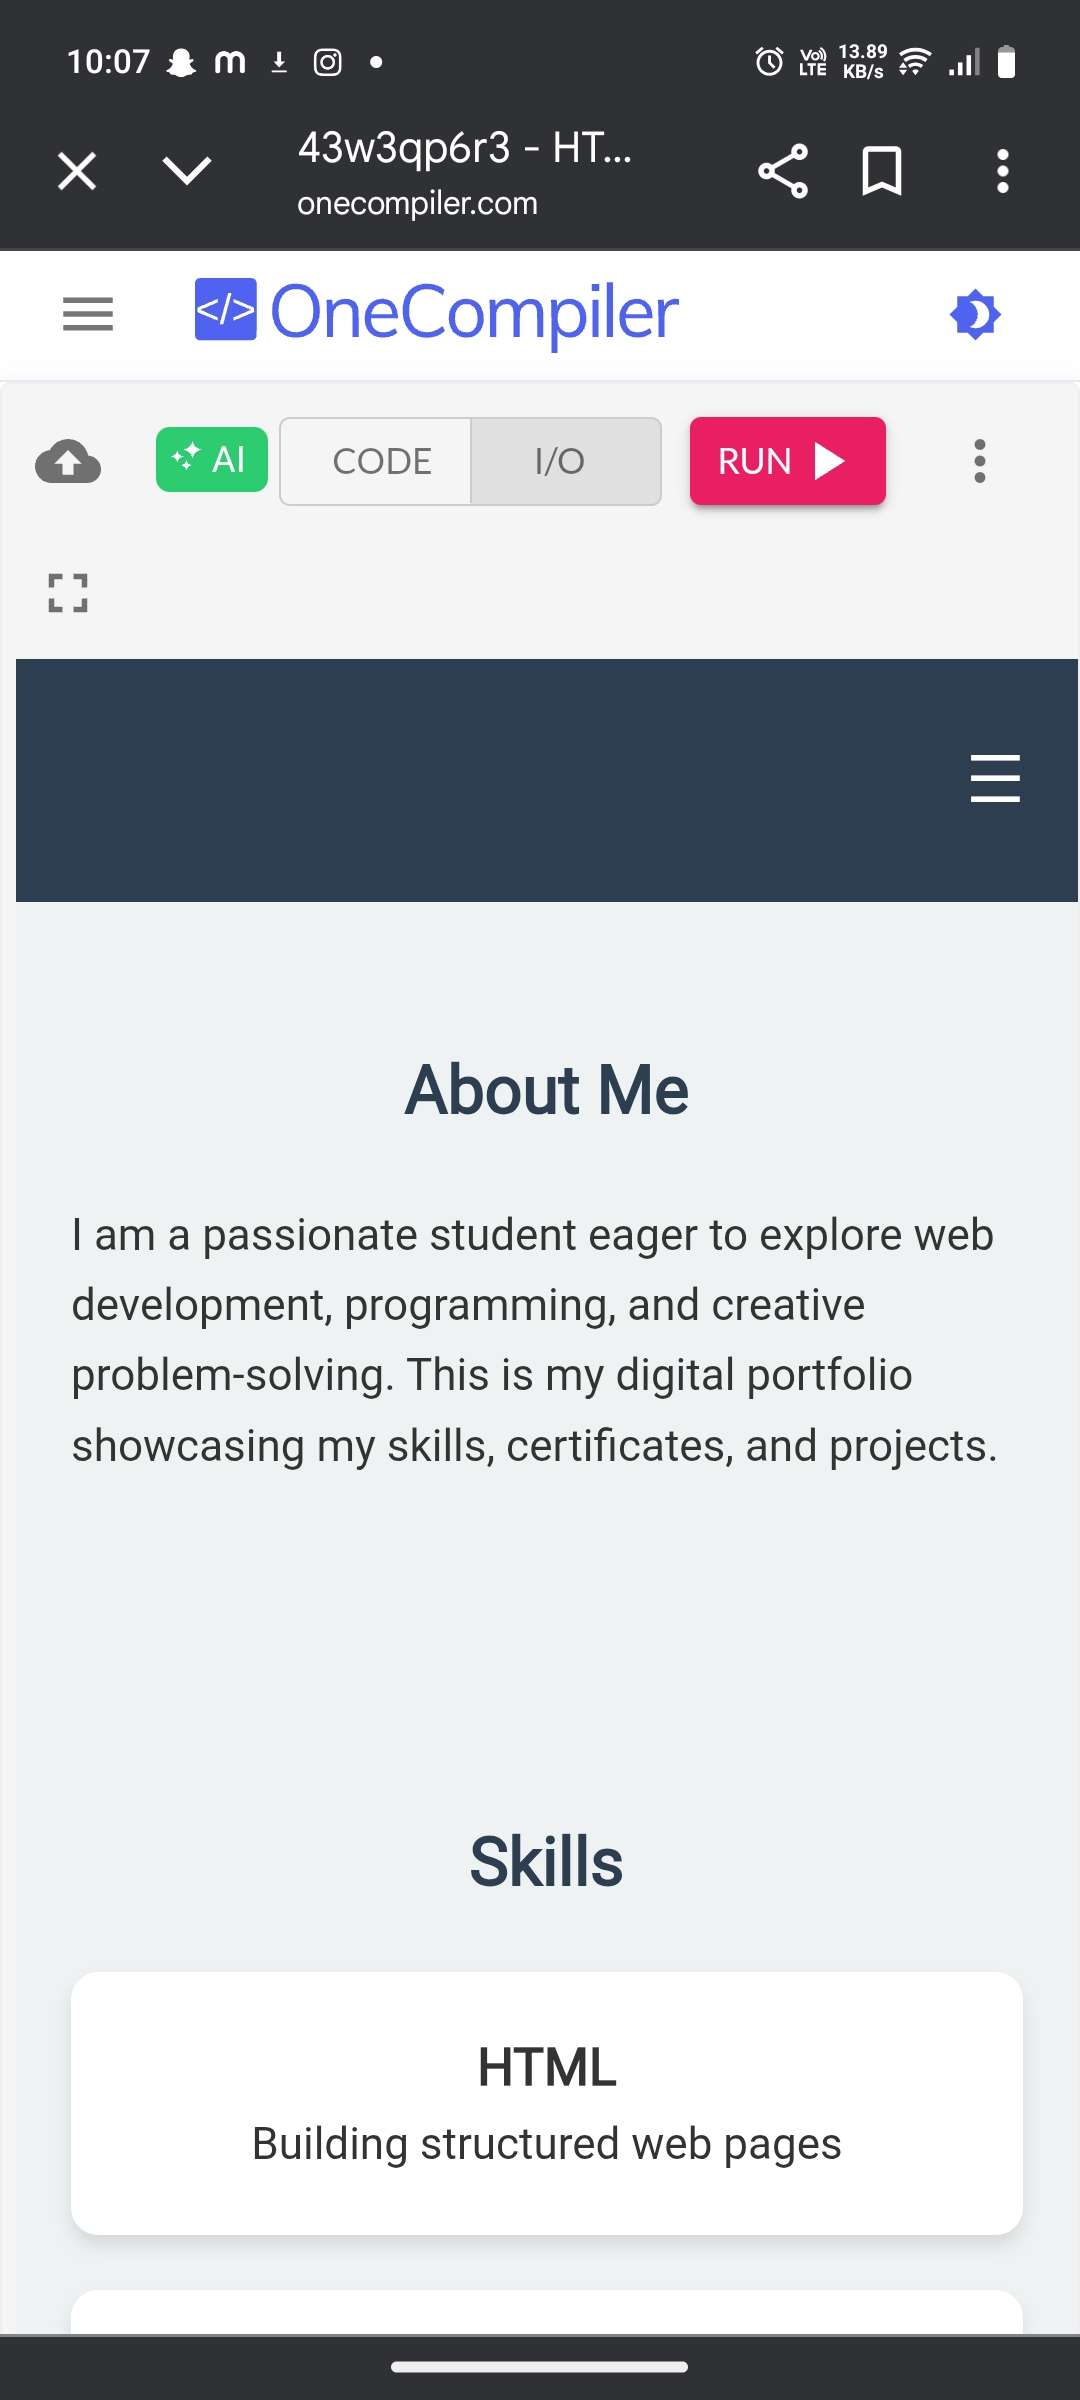 10:07
Vo) LTE
13.89 KB/s
43w3qp6r3 - HT...
onecompiler.com
</> OneCompiler
AI CODE I/O RUN
About Me
I am a passionate student eager to explore web
development, programming, and creative
problem-solving. This is my digital portfolio
showcasing my skills, certificates, and projects.
Skills
HTML
Building structured web pages